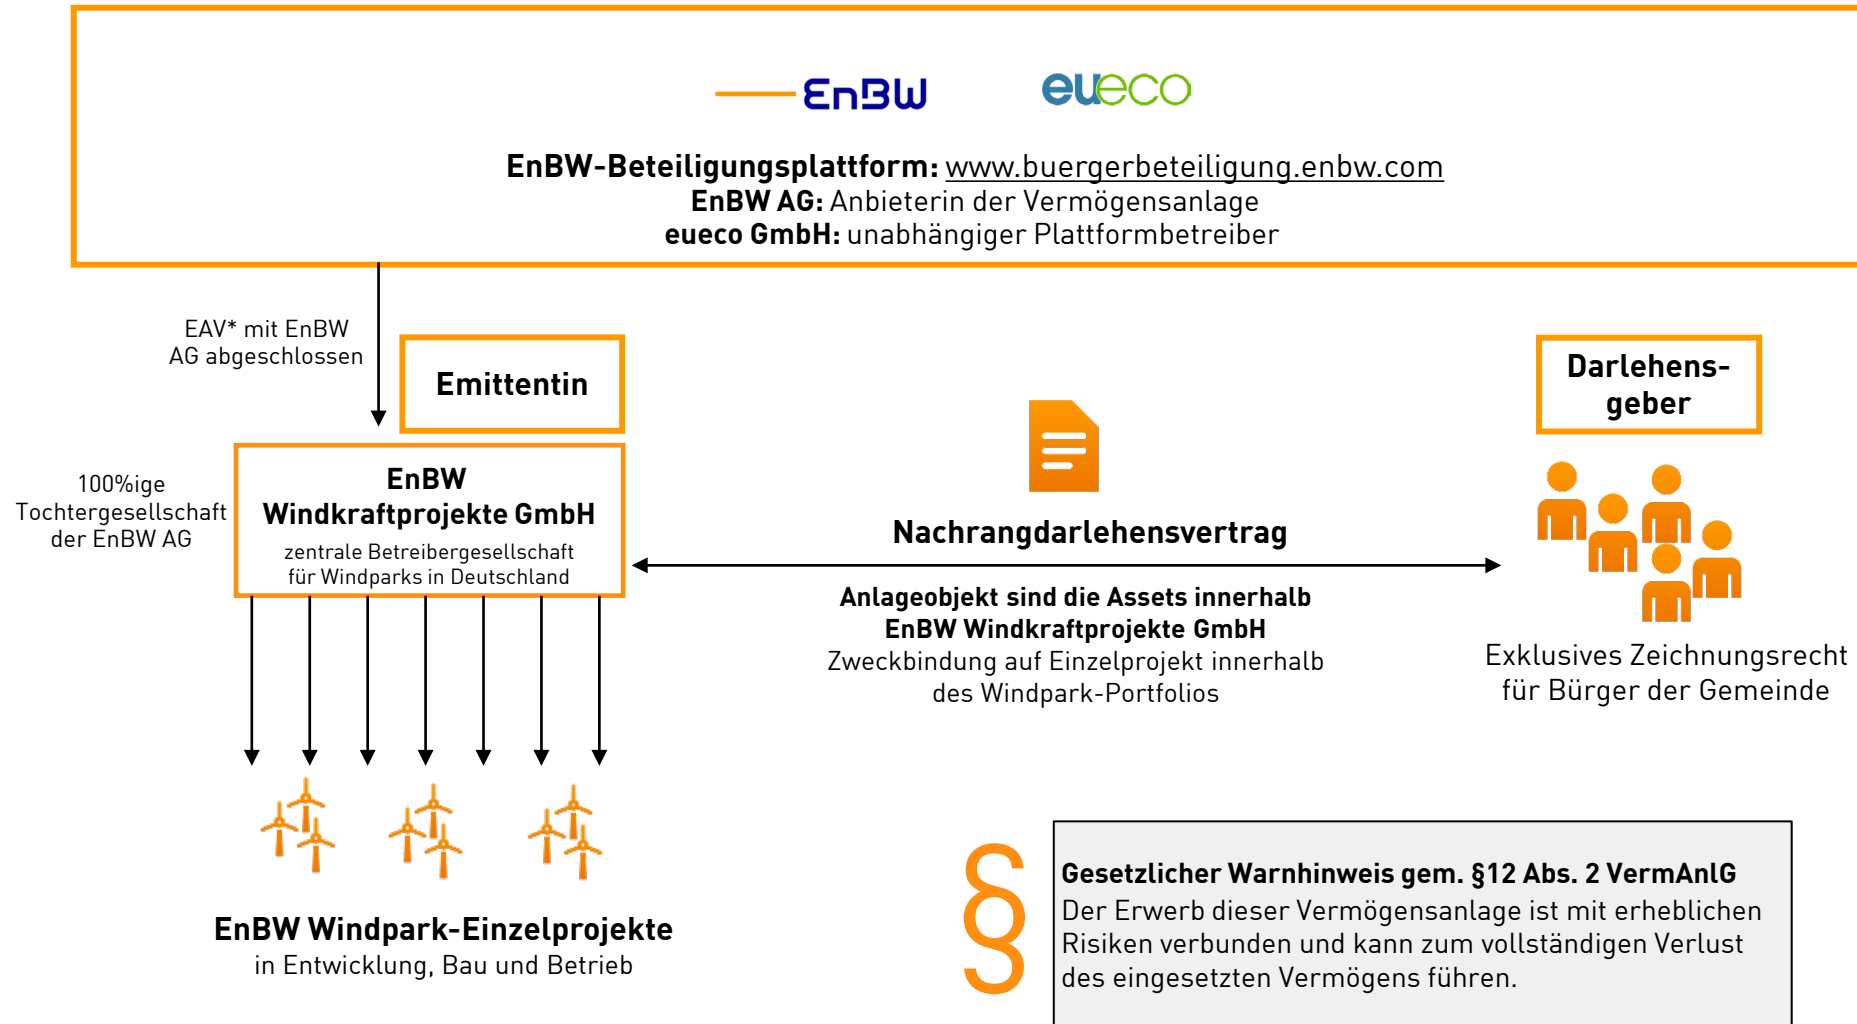 EnBW
eueco
EnBW-Beteiligungsplattform: www.buergerbeteiligung.enbw.com
EnBW AG: Anbieterin der Vermögensanlage
eueco GmbH: unabhängiger Plattformbetreiber
EAV* mit EnBW
AG abgeschlossen
Emittentin
Darlehens-
geber
100%ige
Tochtergesellschaft
der EnBW AG
EnBW
Windkraftprojekte GmbH
zentrale Betreibergesellschaft
für Windparks in Deutschland
Nachrangdarlehensvertrag
Anlageobjekt sind die Assets innerhalb
EnBW Windkraftprojekte GmbH
Zweckbindung auf Einzelprojekt innerhalb
des Windpark-Portfolios
Exklusives Zeichnungsrecht
für Bürger der Gemeinde
EnBW Windpark-Einzelprojekte
in Entwicklung, Bau und Betrieb
§
Gesetzlicher Warnhinweis gem. §12 Abs. 2 VermAnlG
Der Erwerb dieser Vermögensanlage ist mit erheblichen
Risiken verbunden und kann zum vollständigen Verlust
des eingesetzten Vermögens führen.